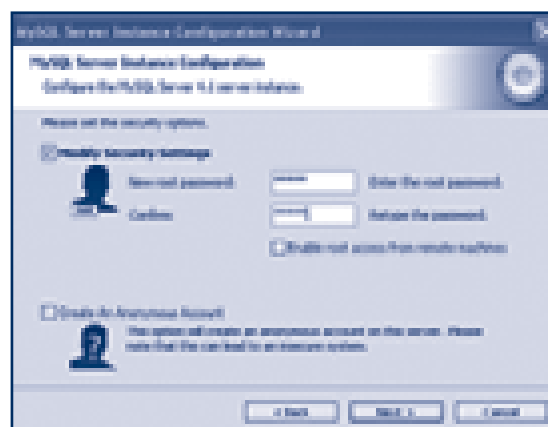 MySQL Server Instance Configuration Wizard
MySQL Server Instance Configuration
Configure the MySQL Server 4.1 server instance.
Please set the security options.
Modify Security Settings
New root password: Enter the root password.
Confirm: Retype the password.
Enable root access from remote machines
Create An Anonymous Account
This option will create an anonymous account on this server. Please
note that this can lead to an insecure system.
< Back Next > Cancel